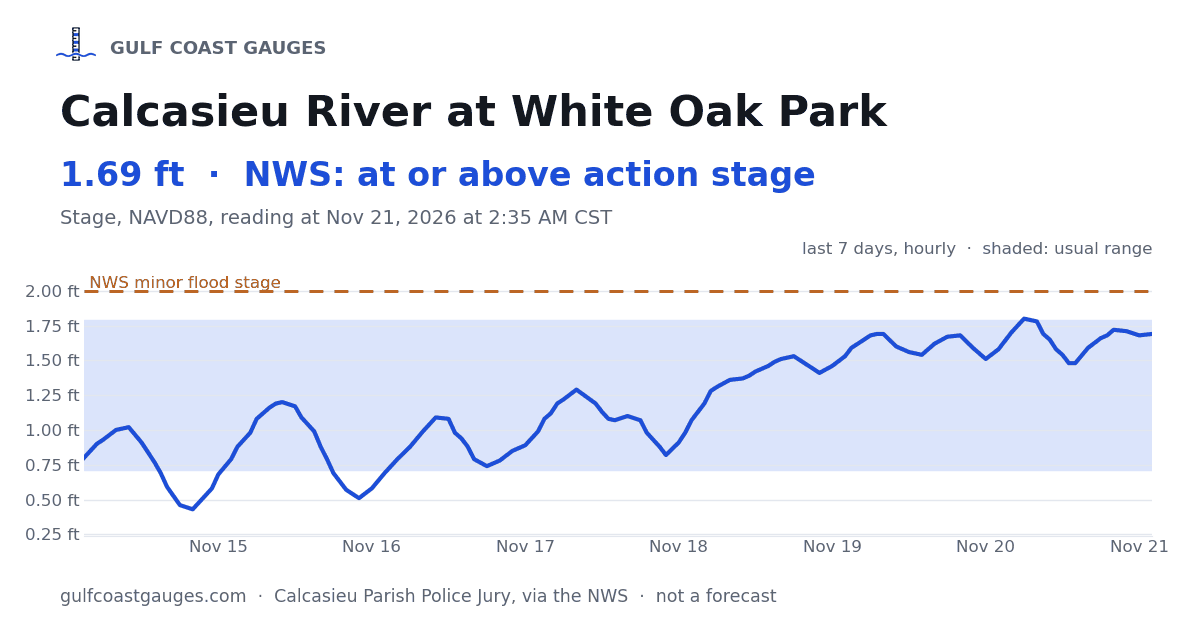 GULF COAST GAUGES
Calcasieu River at White Oak Park
1.69 ft · NWS: at or above action stage
Stage, NAVD88, reading at Nov 21, 2026 at 2:35 AM CST
last 7 days, hourly · shaded: usual range
NWS minor flood stage
2.00 ft
1.75 ft
1.50 ft
1.25 ft
1.00 ft
0.75 ft
0.50 ft
0.25 ft
Nov 15 Nov 16 Nov 17 Nov 18 Nov 19 Nov 20 Nov 21
gulfcoastgauges.com · Calcasieu Parish Police Jury, via the NWS · not a forecast